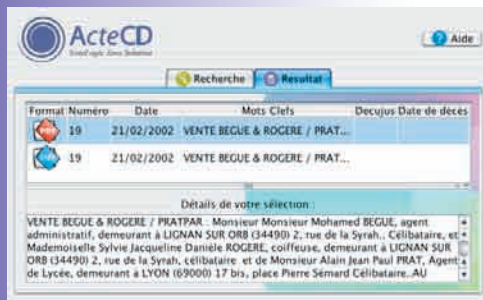 ActeCD
Aide
Recherche
Resultat
Format Numéro Date Mots Clefs Decujus Date de décès
19 21/02/2002 VENTE BEGUE & ROGERE / PRAT...
19 21/02/2002 VENTE BEGUE & ROGERE / PRAT...
Détails de votre sélection :
VENTE BEGUE & ROGERE / PRATPAR : Monsieur Monsieur Mohamed BEGUE, agent
administratif, demeurant à LIGNAN SUR ORB (34490) 2, rue de la Syrah,. Célibataire, et
Mademoiselle Sylvie Jacqueline Danièle ROGERE, coiffeuse, demeurant à LIGNAN SUR
ORB (34490) 2, rue de la Syrah, célibataire et de Monsieur Alain Jean Paul PRAT, Agent
de Lycée, demeurant à LYON (69000) 17 bis, place Pierre Sémard Célibataire..AU